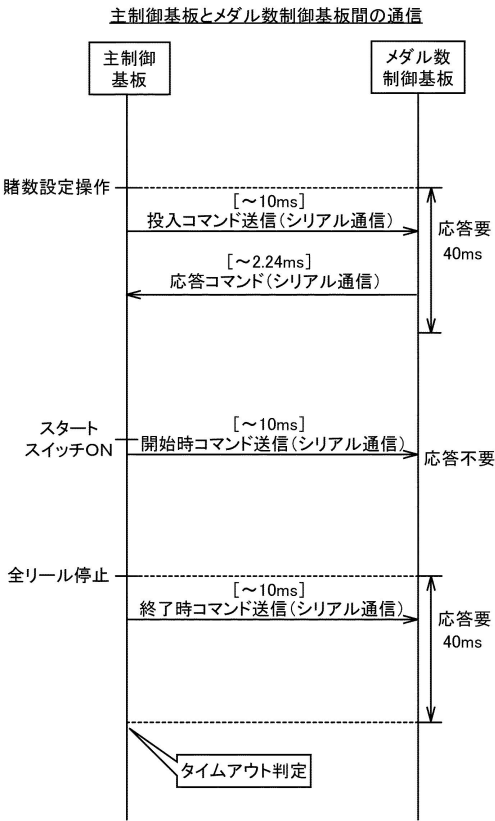 主制御基板とメダル数制御基板間の通信
主制御
基板
メダル数
制御基板
賭数設定操作
[～10ms]
投入コマンド送信(シリアル通信)
応答要
40ms
[～2.24ms]
応答コマンド(シリアル通信)
スタート
スイッチON
[～10ms]
開始時コマンド送信(シリアル通信)
応答不要
全リール停止
[～10ms]
終了時コマンド送信(シリアル通信)
応答要
40ms
タイムアウト判定